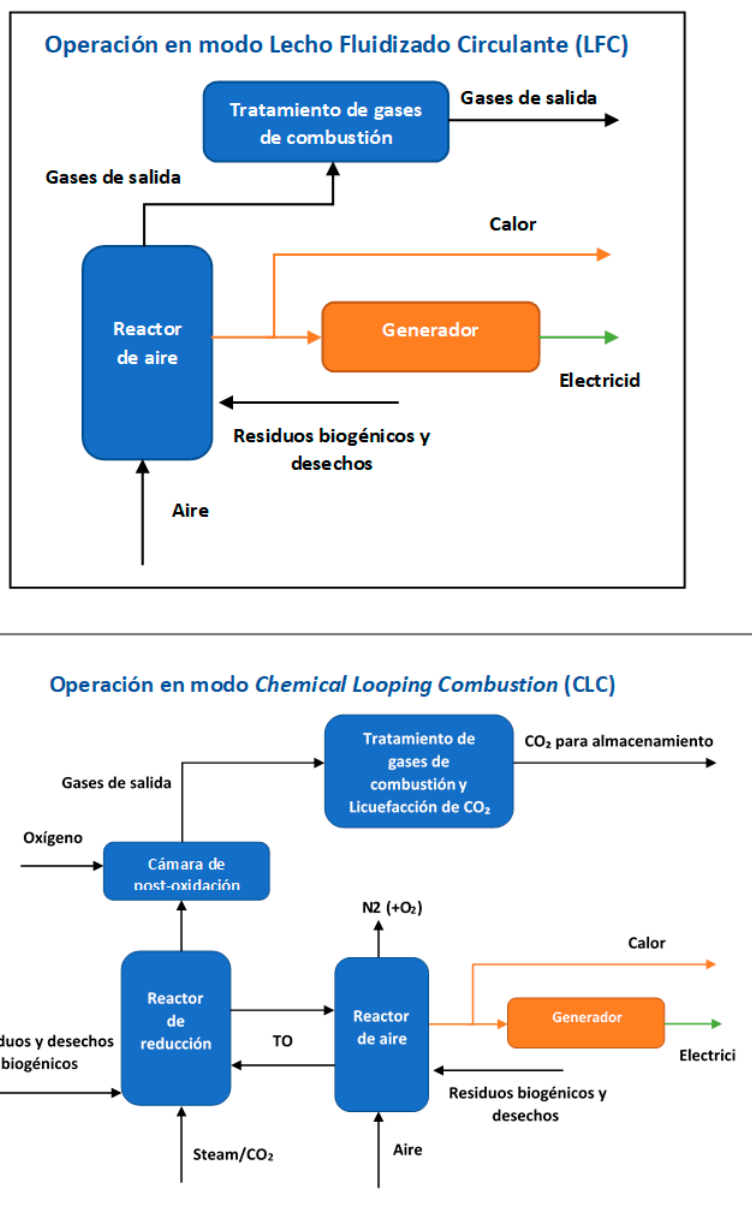 Operación en modo Lecho Fluidizado Circulante (LFC)
Tratamiento de gases
de combustión
Gases de salida
Gases de salida
Calor
Reactor
de aire
Generador
Electricid
Residuos biogénicos y
desechos
Aire
Operación en modo Chemical Looping Combustion (CLC)
Tratamiento de
gases de
combustión y
Licuefacción de CO₂
CO₂ para almacenamiento
Gases de salida
Oxígeno
Cámara de
post-oxidación
N2 (+O₂)
Calor
Reactor
de
reducción
TO
Reactor
de aire
Generador
Electrici
duos y desechos
biogénicos
Residuos biogénicos y
desechos
Steam/CO₂
Aire